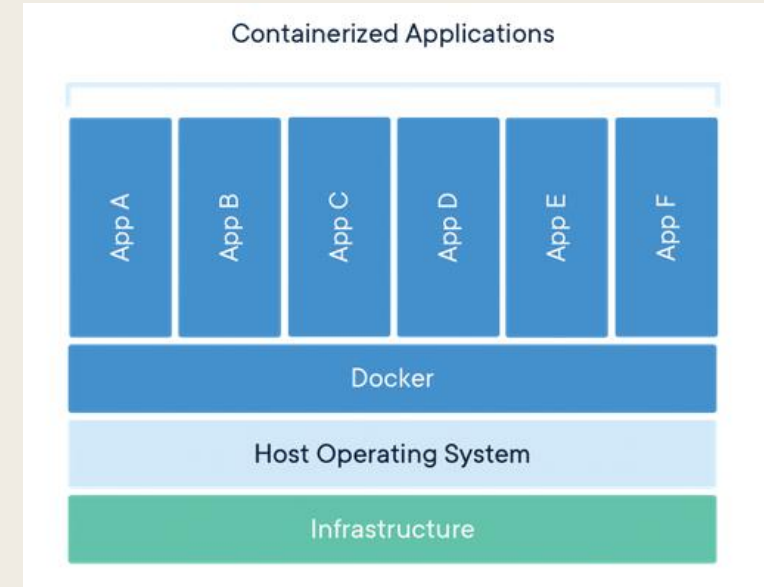 Containerized Applications
App A
App B
App C
App D
App E
App F
Docker
Host Operating System
Infrastructure